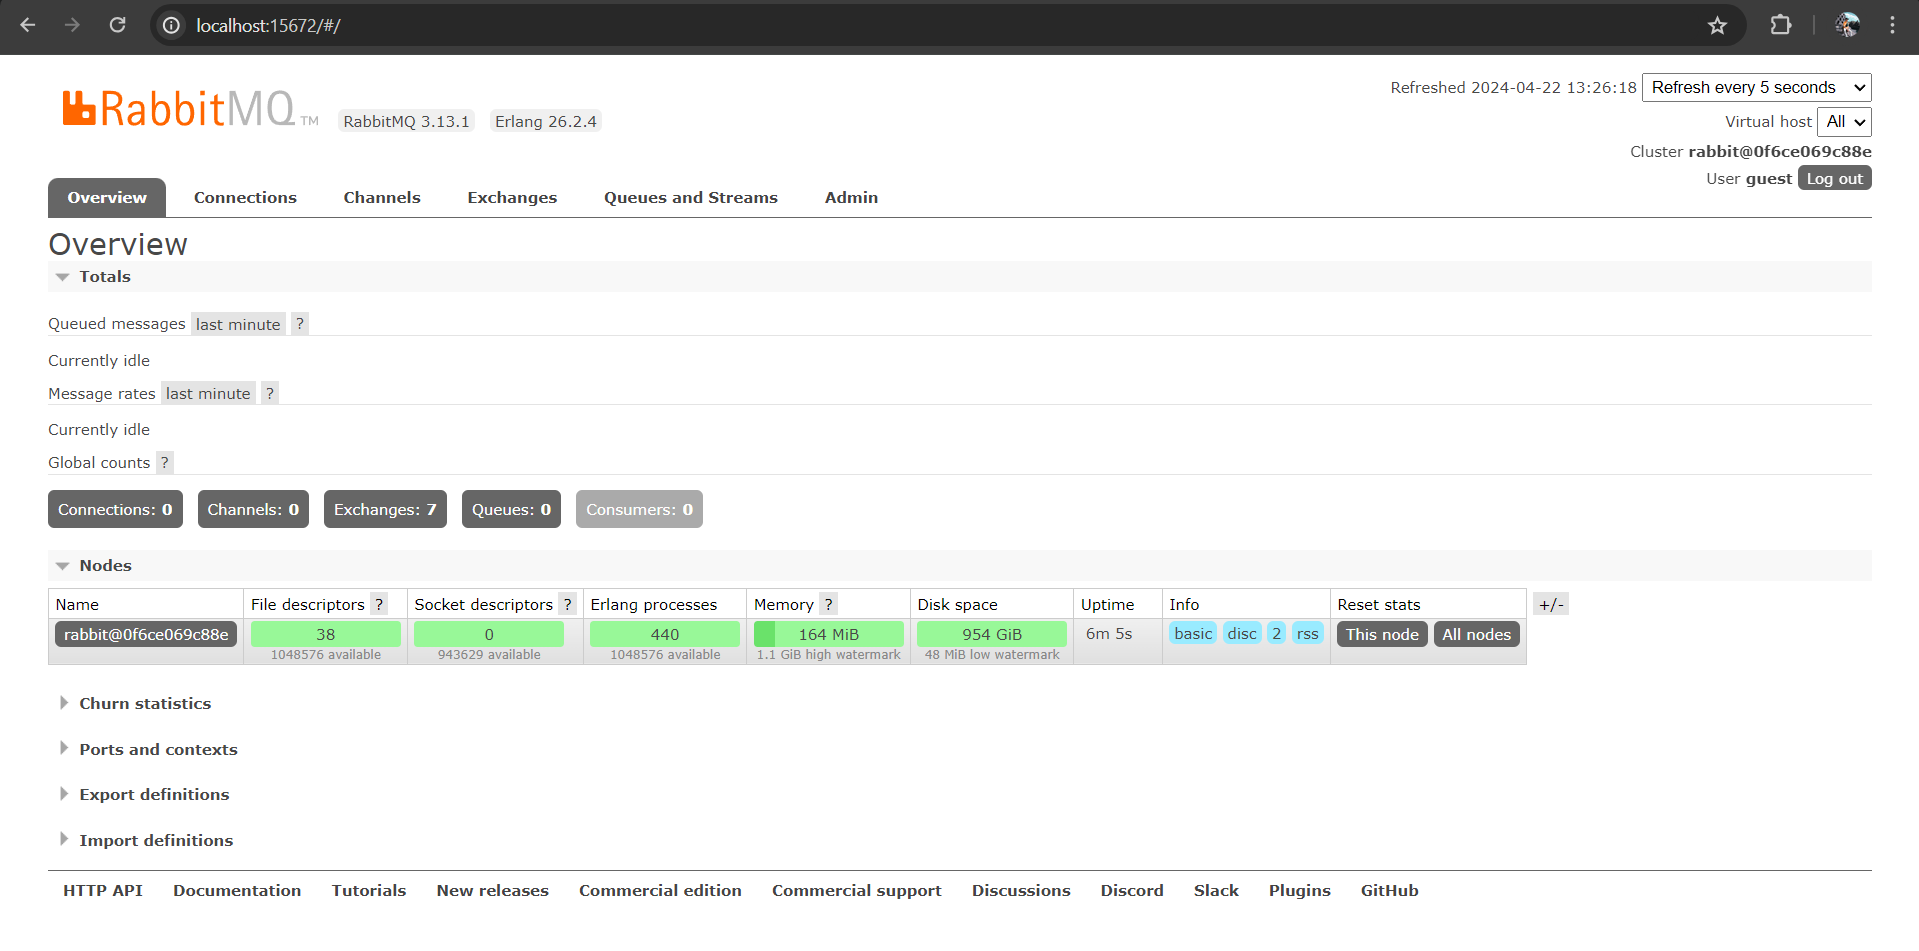 localhost:15672/#/
RabbitMQ TM RabbitMQ 3.13.1 Erlang 26.2.4
Refreshed 2024-04-22 13:26:18 Refresh every 5 seconds
Virtual host All
Cluster rabbit@0f6ce069c88e
User guest Log out
Overview Connections Channels Exchanges Queues and Streams Admin
Overview
Totals
Queued messages last minute ?
Currently idle
Message rates last minute ?
Currently idle
Global counts ?
Connections: 0 Channels: 0 Exchanges: 7 Queues: 0 Consumers: 0
Nodes
Name File descriptors ? Socket descriptors ? Erlang processes Memory ? Disk space Uptime Info Reset stats +/-
rabbit@0f6ce069c88e 38 0 440 164 MiB 954 GiB 6m 5s basic disc 2 rss This node All nodes
1048576 available 943629 available 1048576 available 1.1 GiB high watermark 48 MiB low watermark
Churn statistics
Ports and contexts
Export definitions
Import definitions
HTTP API Documentation Tutorials New releases Commercial edition Commercial support Discussions Discord Slack Plugins GitHub